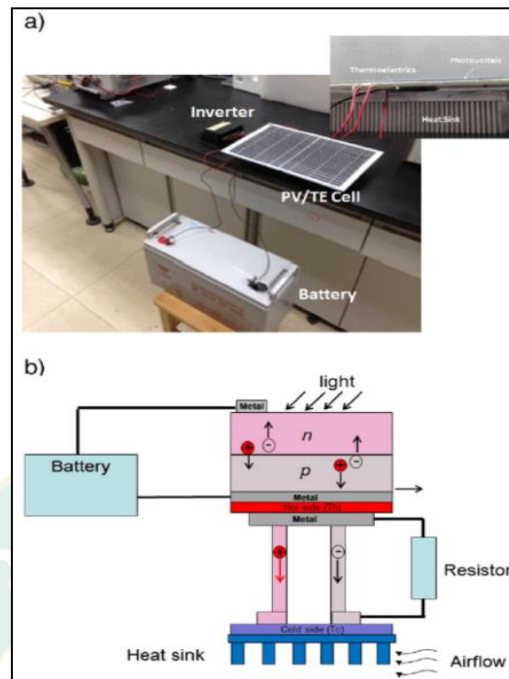 a)
Thermoelectrics
Photovoltaic
Heat Sink
Inverter
PV/TE Cell
Battery
b)
light
Metal
n
Battery
+
-
-
p
+
Metal
Hot side (Th)
Metal
+
-
Resistor
Cold side (Tc)
Heat sink
Airflow